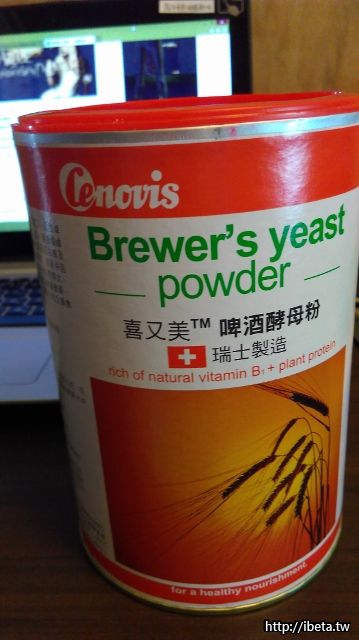 Cenovis
Brewer's yeast
powder
喜又美™ 啤酒酵母粉
瑞士製造
rich of natural vitamin B₁ + plant protein
for a healthy nourishment.
http://ibeta.tw